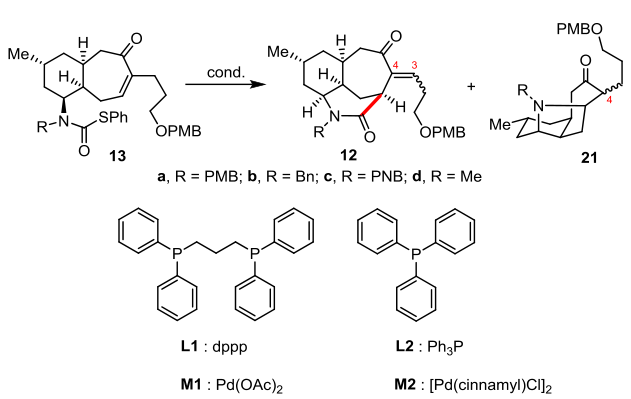 Me
H
H
O
R
N
SPh
O
OPMB
13
cond.
Me
H
H
H
O
4
3
H
R
N
O
OPMB
12
+
PMBO
O
R
N
4
Me
21
a, R = PMB; b, R = Bn; c, R = PNB; d, R = Me
P
P
P
L1 : dppp
L2 : Ph₃P
M1 : Pd(OAc)₂
M2 : [Pd(cinnamyl)Cl]₂